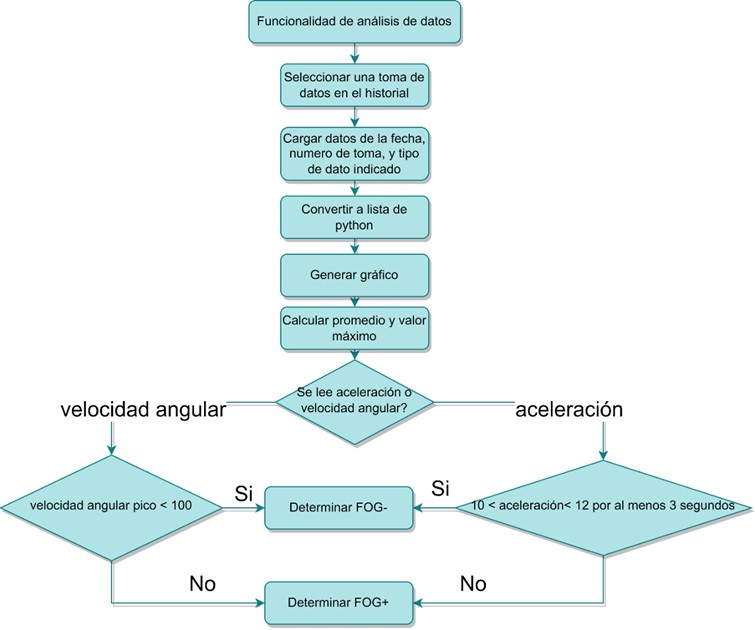 Funcionalidad de análisis de datos
Seleccionar una toma de
datos en el historial
Cargar datos de la fecha,
numero de toma, y tipo
de dato indicado
Convertir a lista de
python
Generar gráfico
Calcular promedio y valor
máximo
Se lee aceleración o
velocidad angular?
velocidad angular
aceleración
velocidad angular pico < 100
Si
Determinar FOG-
Si
10 < aceleración< 12 por al menos 3 segundos
No
Determinar FOG+
No